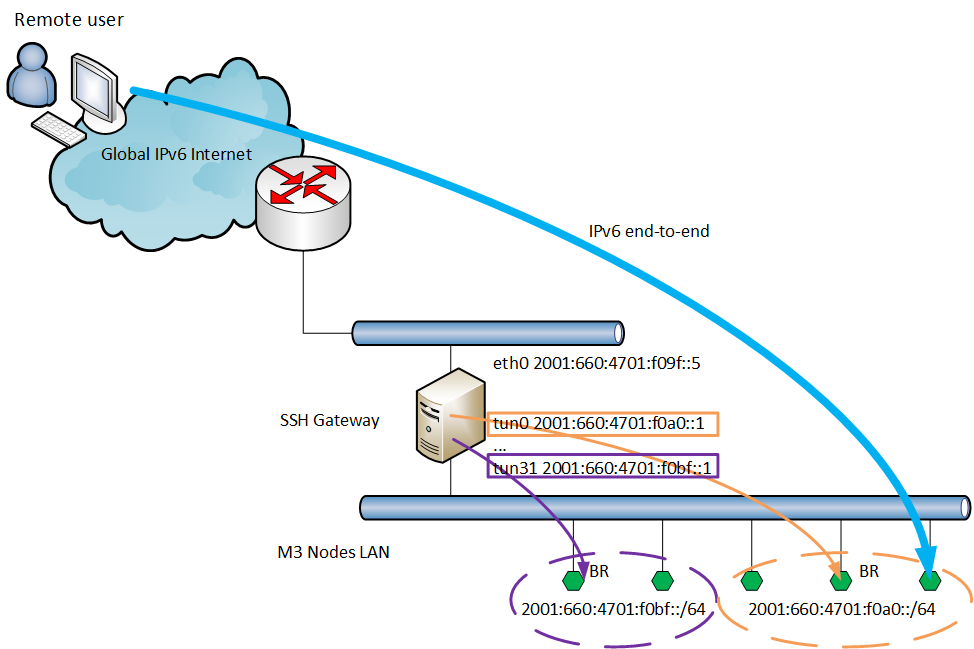 Remote user
Global IPv6 Internet
IPv6 end-to-end
eth0 2001:660:4701:f09f::5
SSH Gateway
tun0 2001:660:4701:f0a0::1
...
tun31 2001:660:4701:f0bf::1
M3 Nodes LAN
BR
BR
2001:660:4701:f0bf::/64
2001:660:4701:f0a0::/64